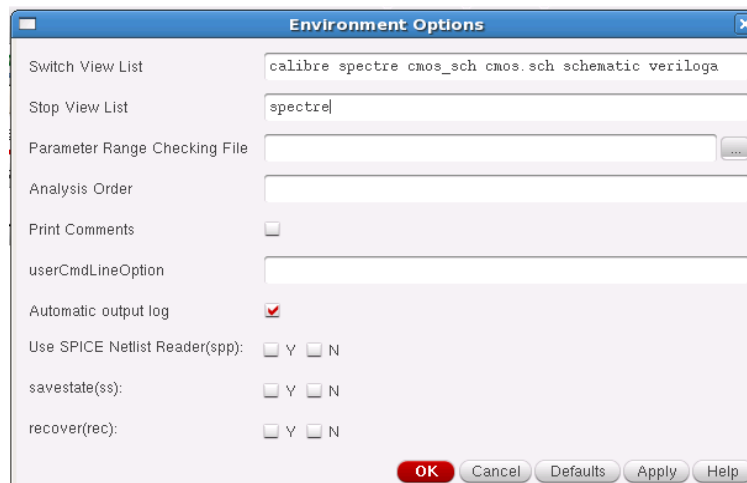 Environment Options
Switch View List calibre spectre cmos_sch cmos.sch schematic veriloga
Stop View List spectre
Parameter Range Checking File ...
Analysis Order
Print Comments
userCmdLineOption
Automatic output log
Use SPICE Netlist Reader(spp): Y N
savestate(ss): Y N
recover(rec): Y N
OK Cancel Defaults Apply Help